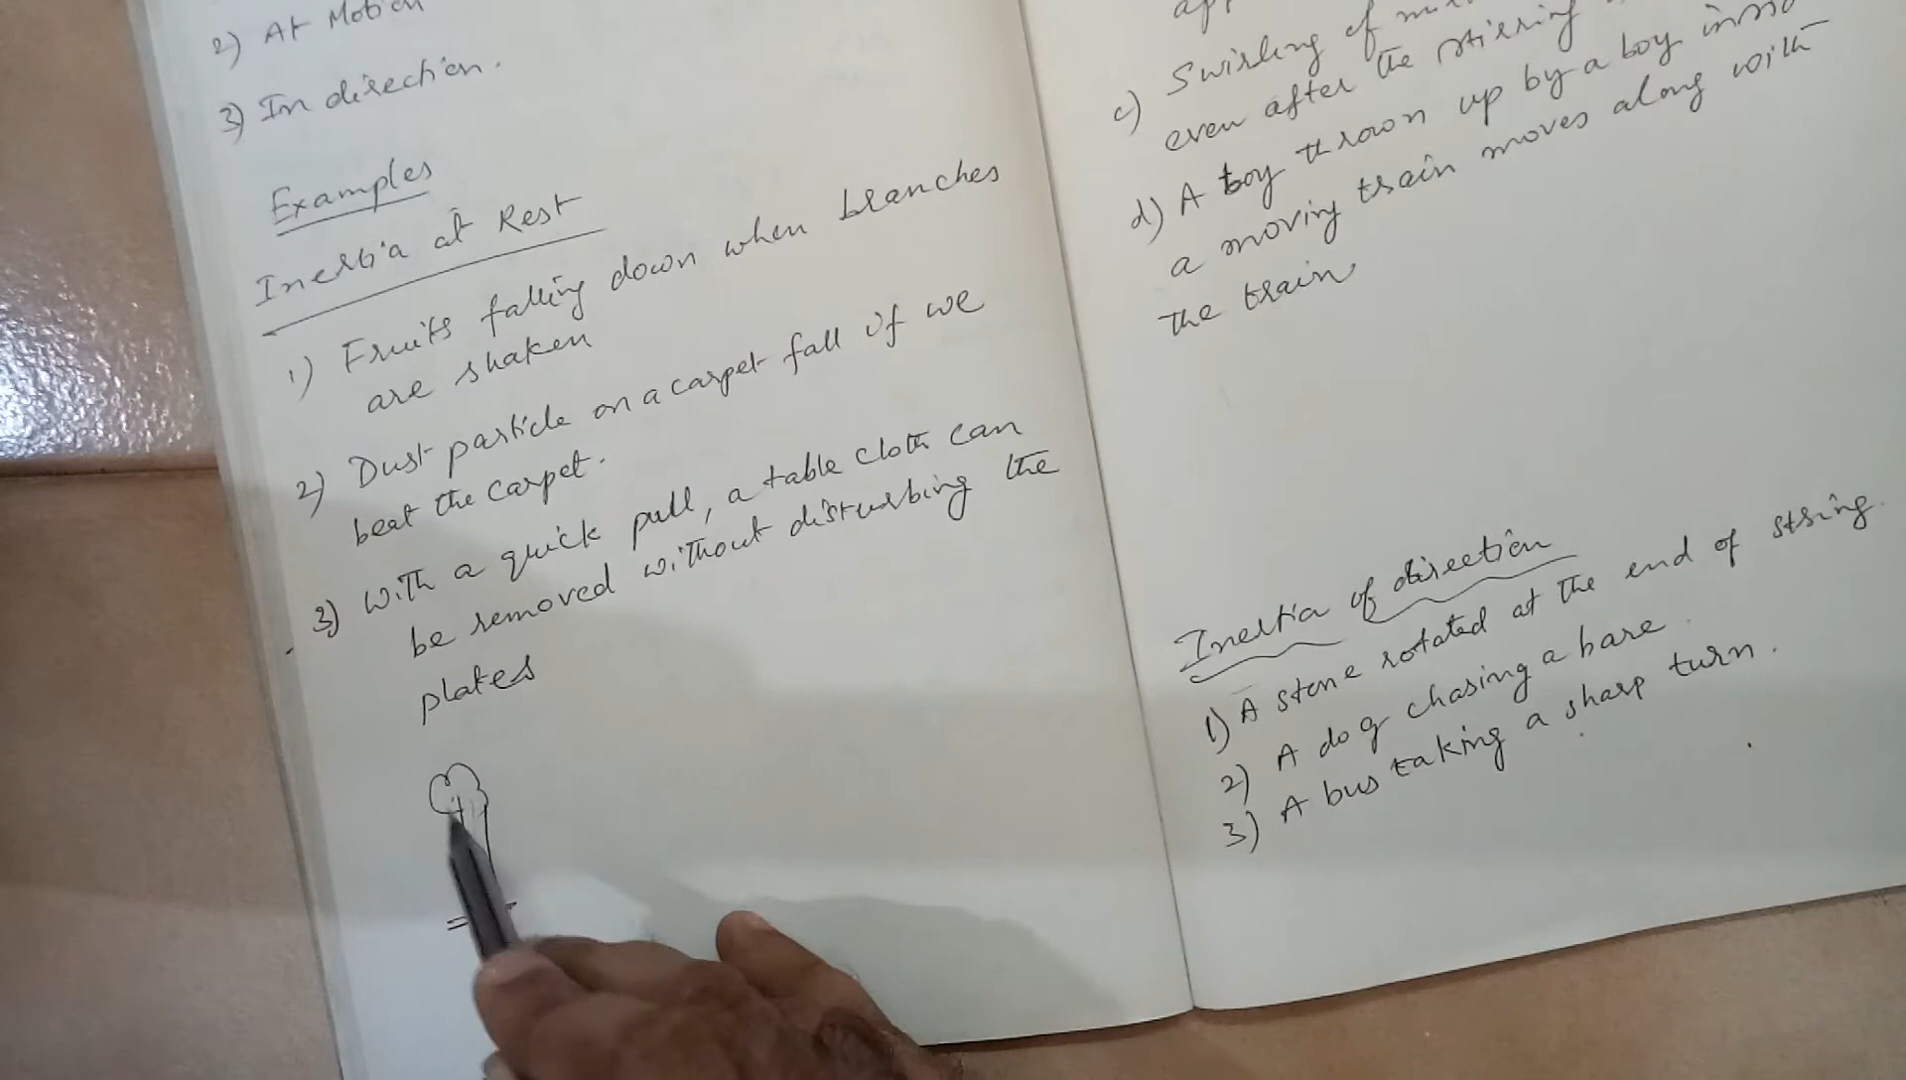 2) At Motion
3) In direction.
Examples
Inertia at Rest
1) Fruits falling down when branches
are shaken
2) Dust particle on a carpet fall if we
beat the carpet.
3) With a quick pull, a table cloth can
be removed without disturbing the
plates
c) Swirling of
even after the stirring
d) A toy thrown up by a boy inside
a moving train moves along with
the train
Inertia of direction
1) A stone rotated at the end of string.
2) A dog chasing a hare.
3) A bus taking a sharp turn.